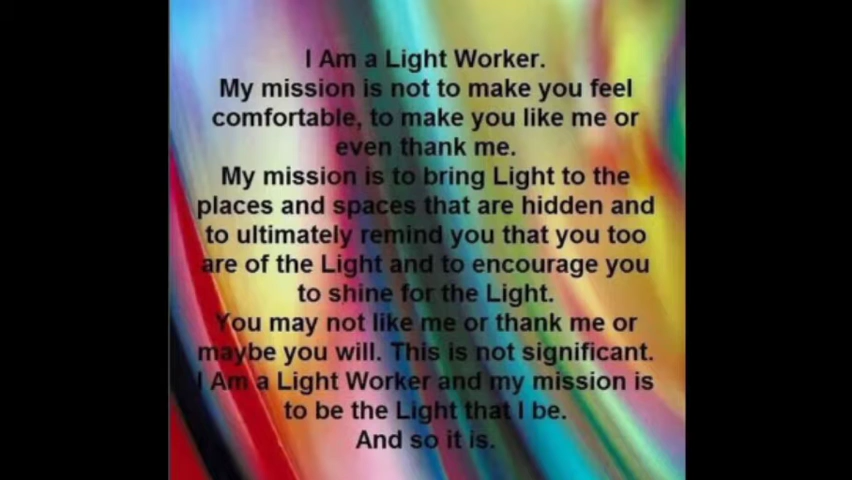 I Am a Light Worker.
My mission is not to make you feel
comfortable, to make you like me or
even thank me.
My mission is to bring Light to the
places and spaces that are hidden and
to ultimately remind you that you too
are of the Light and to encourage you
to shine for the Light.
You may not like me or thank me or
maybe you will. This is not significant.
I Am a Light Worker and my mission is
to be the Light that I be.
And so it is.